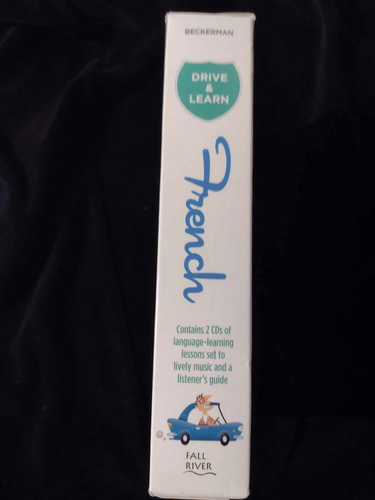 BECKERMAN
DRIVE
&
LEARN
French
Contains 2 CDs of
language-learning
lessons set to
lively music and a
listener's guide
FALL
RIVER